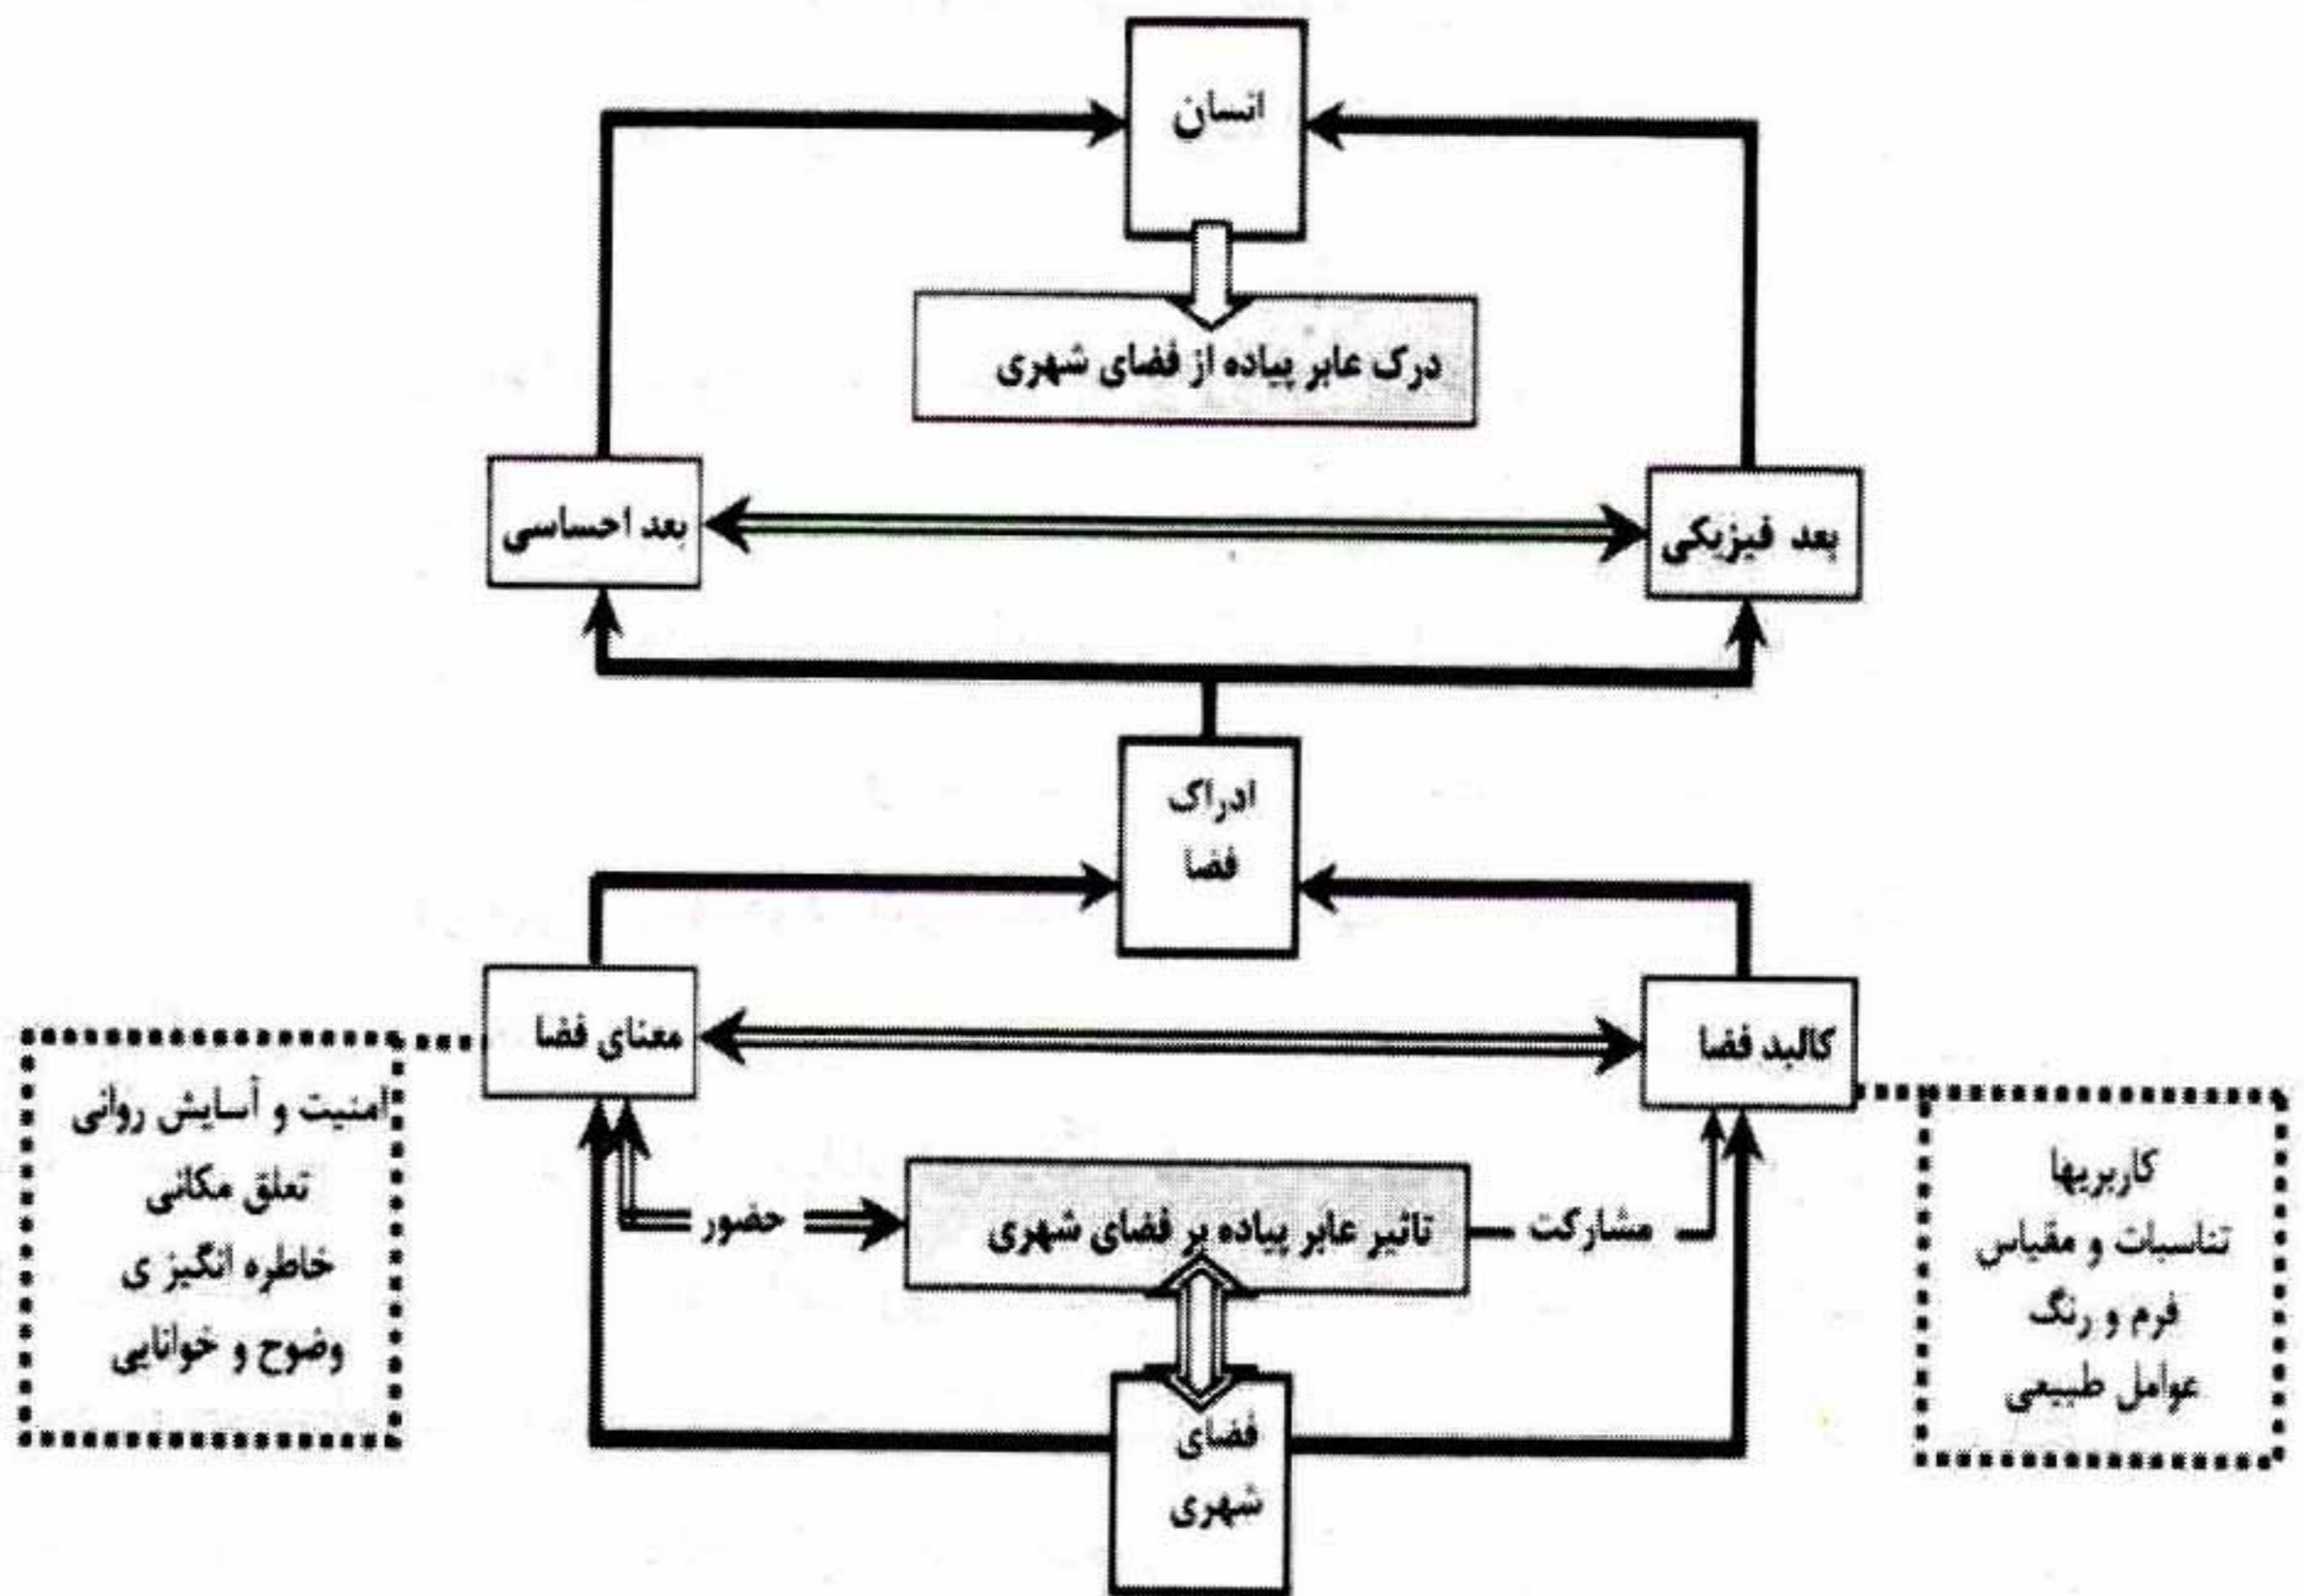 انسان
درک عابر پیاده از فضای شهری
بعد فیزیکی
بعد احساسی
ادراک
فضا
کالبد فضا
معنای فضا
کاربریها
تناسبات و مقیاس
فرم و رنگ
عوامل طبیعی
مشارکت
تاثیر عابر پیاده بر فضای شهری
حضور
امنیت و آسایش روانی
تعلق مکانی
خاطره انگیز ی
وضوح و خوانایی
فضای
شهری